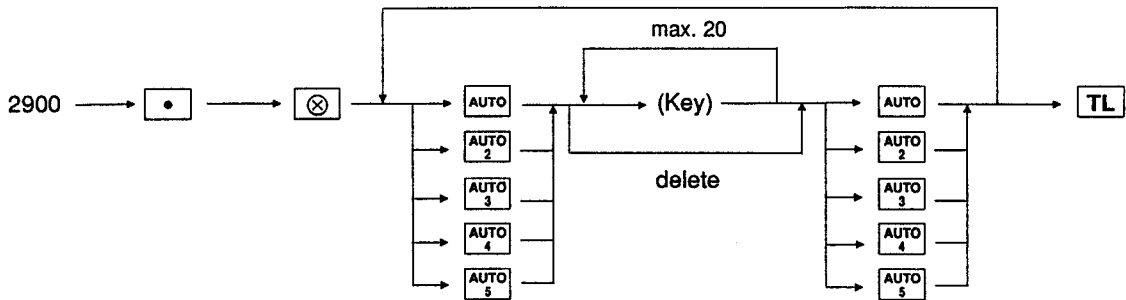 max. 20
2900 • ⊗ AUTO (Key) AUTO TL
AUTO 2 AUTO 2
delete
AUTO 3 AUTO 3
AUTO 4 AUTO 4
AUTO 5 AUTO 5